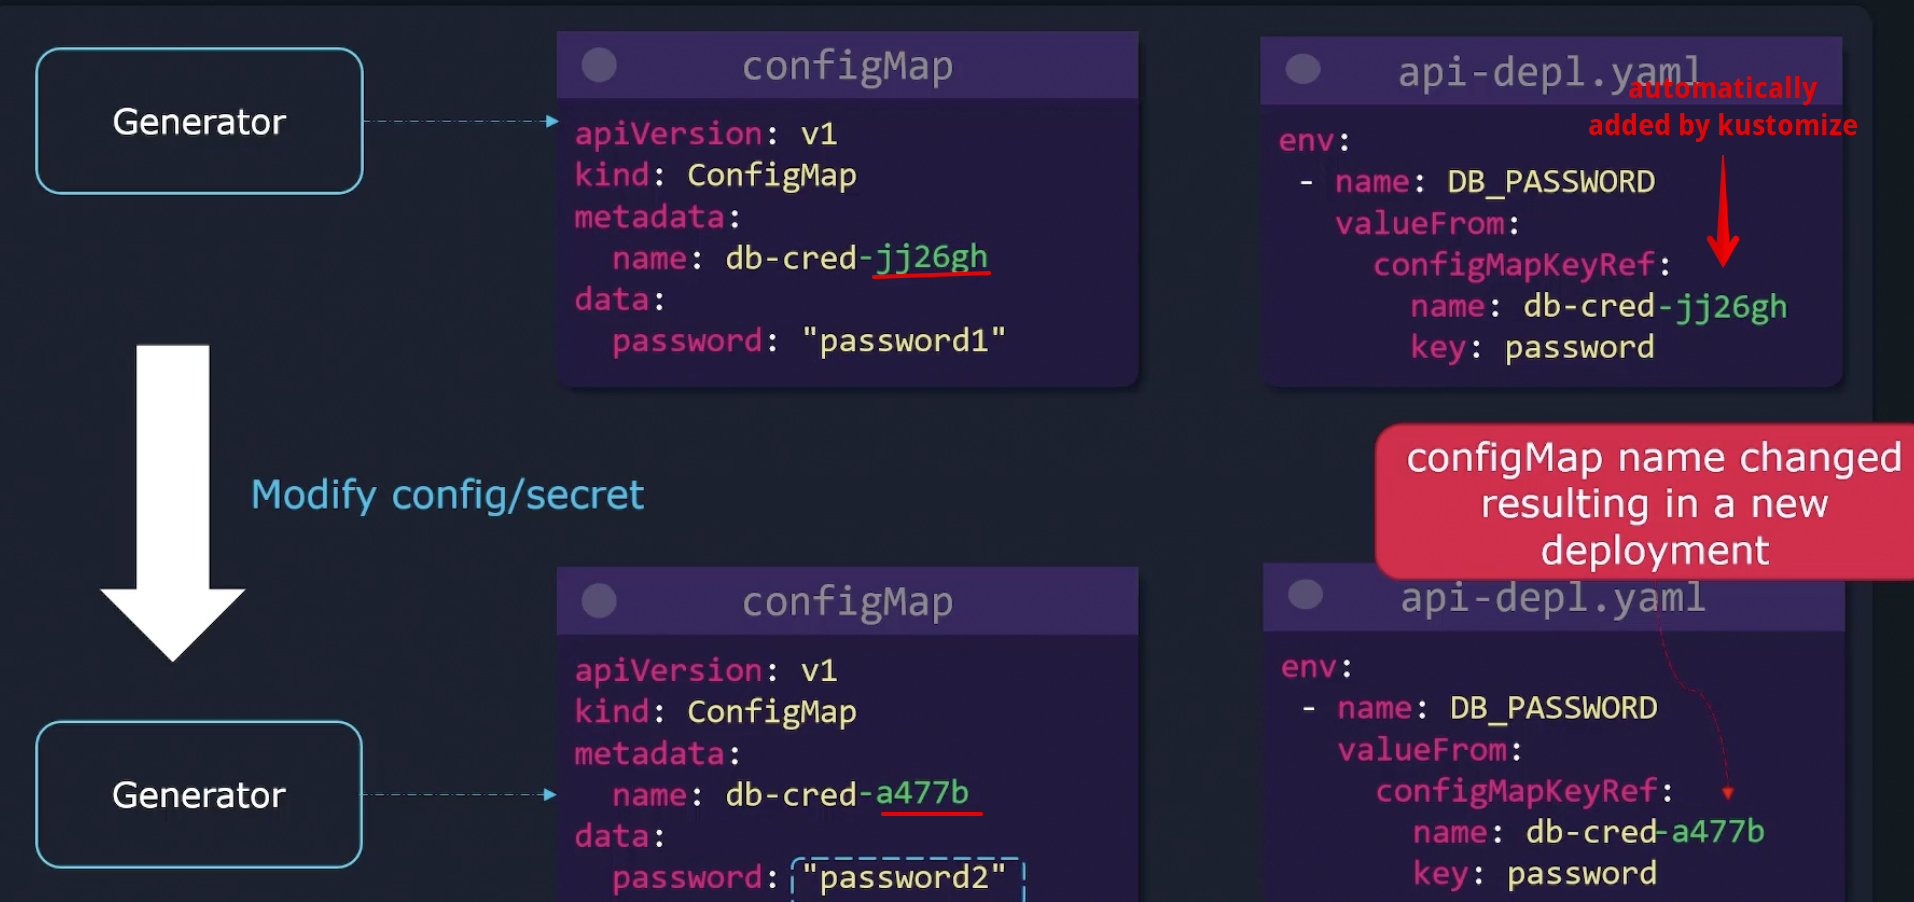 Generator
configMap
apiVersion: v1
kind: ConfigMap
metadata:
name: db-cred-jj26gh
data:
password: "password1"
api-depl.yaml
automatically
added by kustomize
env:
- name: DB_PASSWORD
valueFrom:
configMapKeyRef:
name: db-cred-jj26gh
key: password
Modify config/secret
configMap name changed
resulting in a new
deployment
Generator
configMap
apiVersion: v1
kind: ConfigMap
metadata:
name: db-cred-a477b
data:
password: "password2"
api-depl.yaml
env:
- name: DB_PASSWORD
valueFrom:
configMapKeyRef:
name: db-cred-a477b
key: password